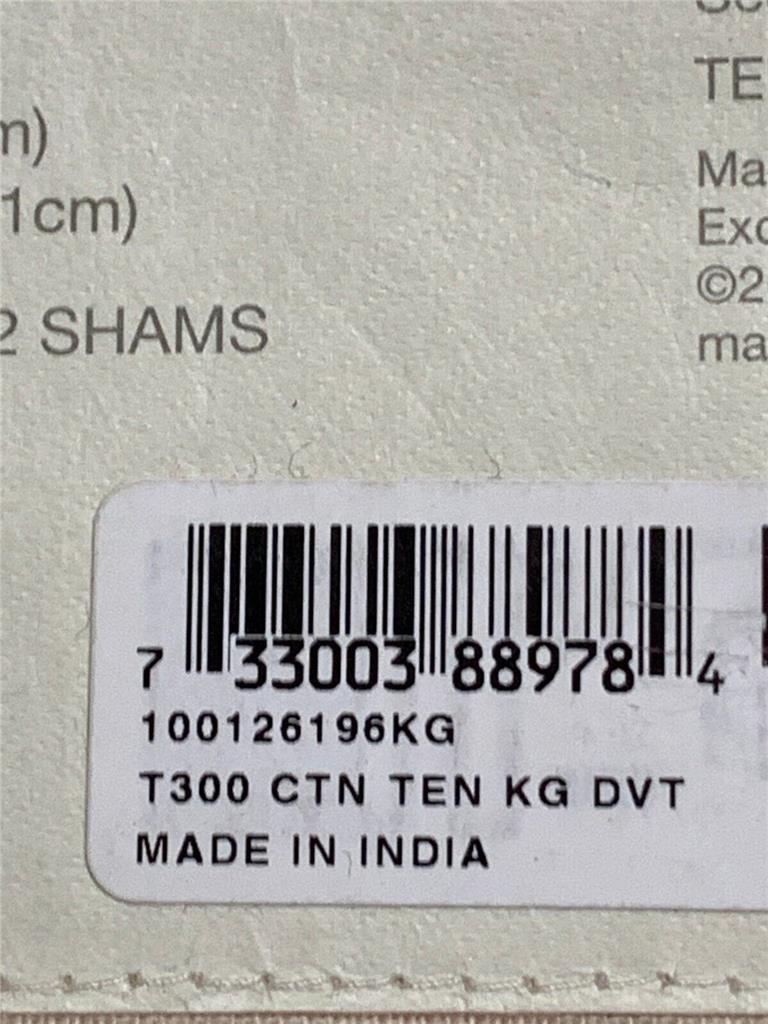 m)
1cm)
2 SHAMS
TE
Ma
Exc
©2
ma
7 33003 88978 4
100126196KG
T300 CTN TEN KG DVT
MADE IN INDIA